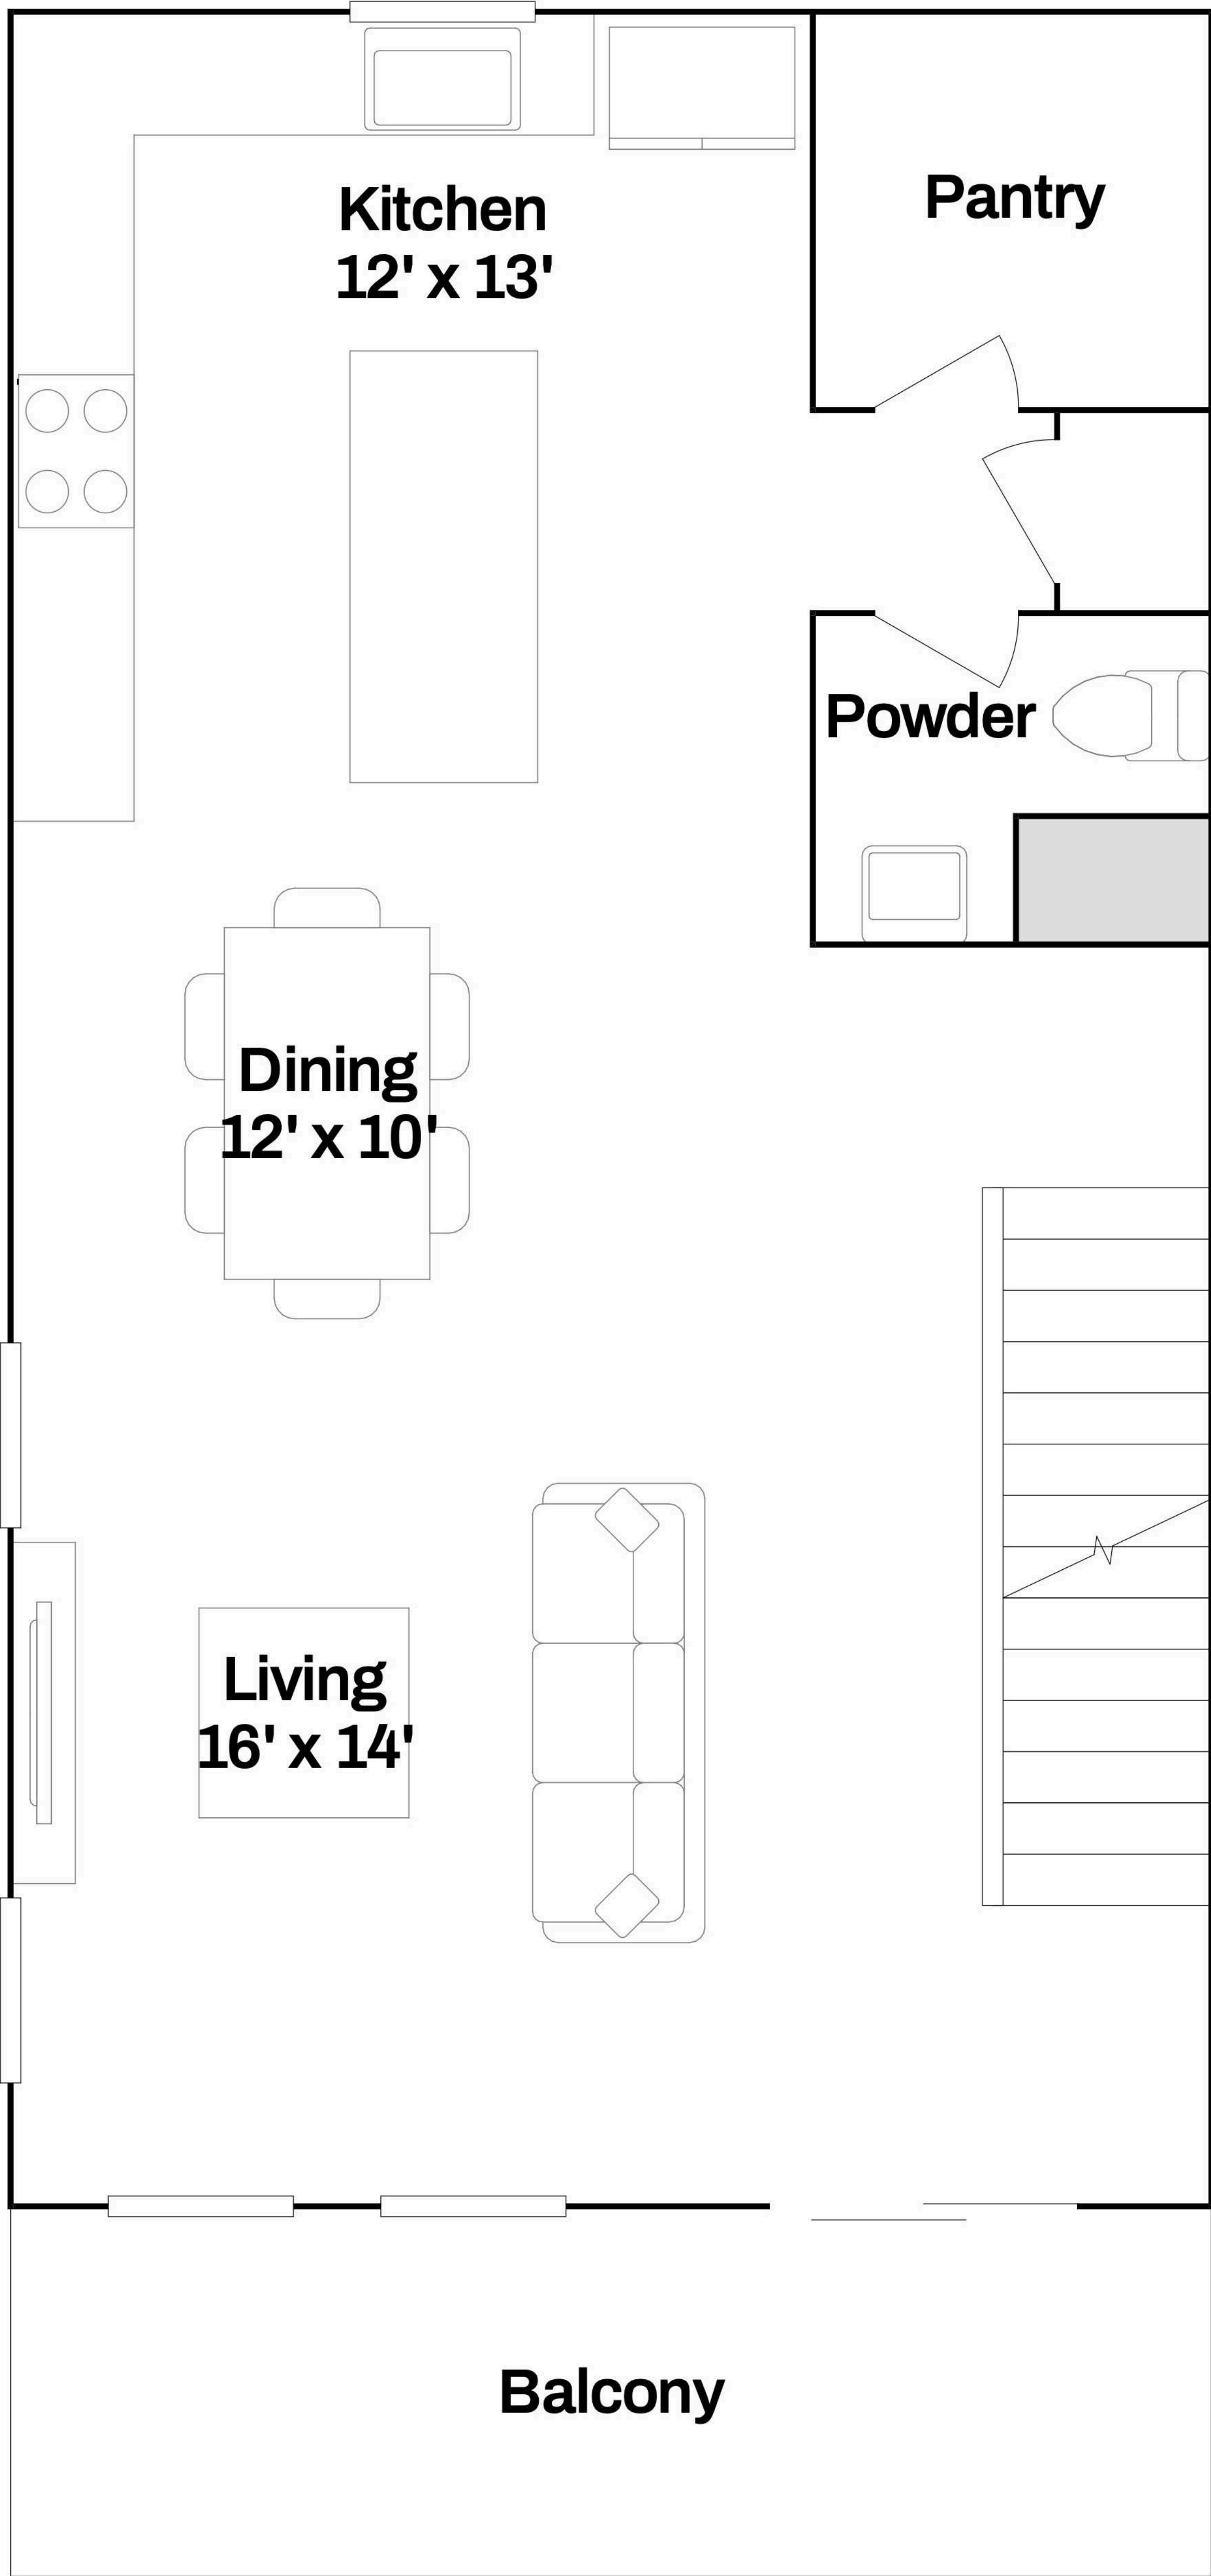 Kitchen
12' x 13'
Pantry
Powder
Dining
12' x 10'
Living
16' x 14'
Balcony